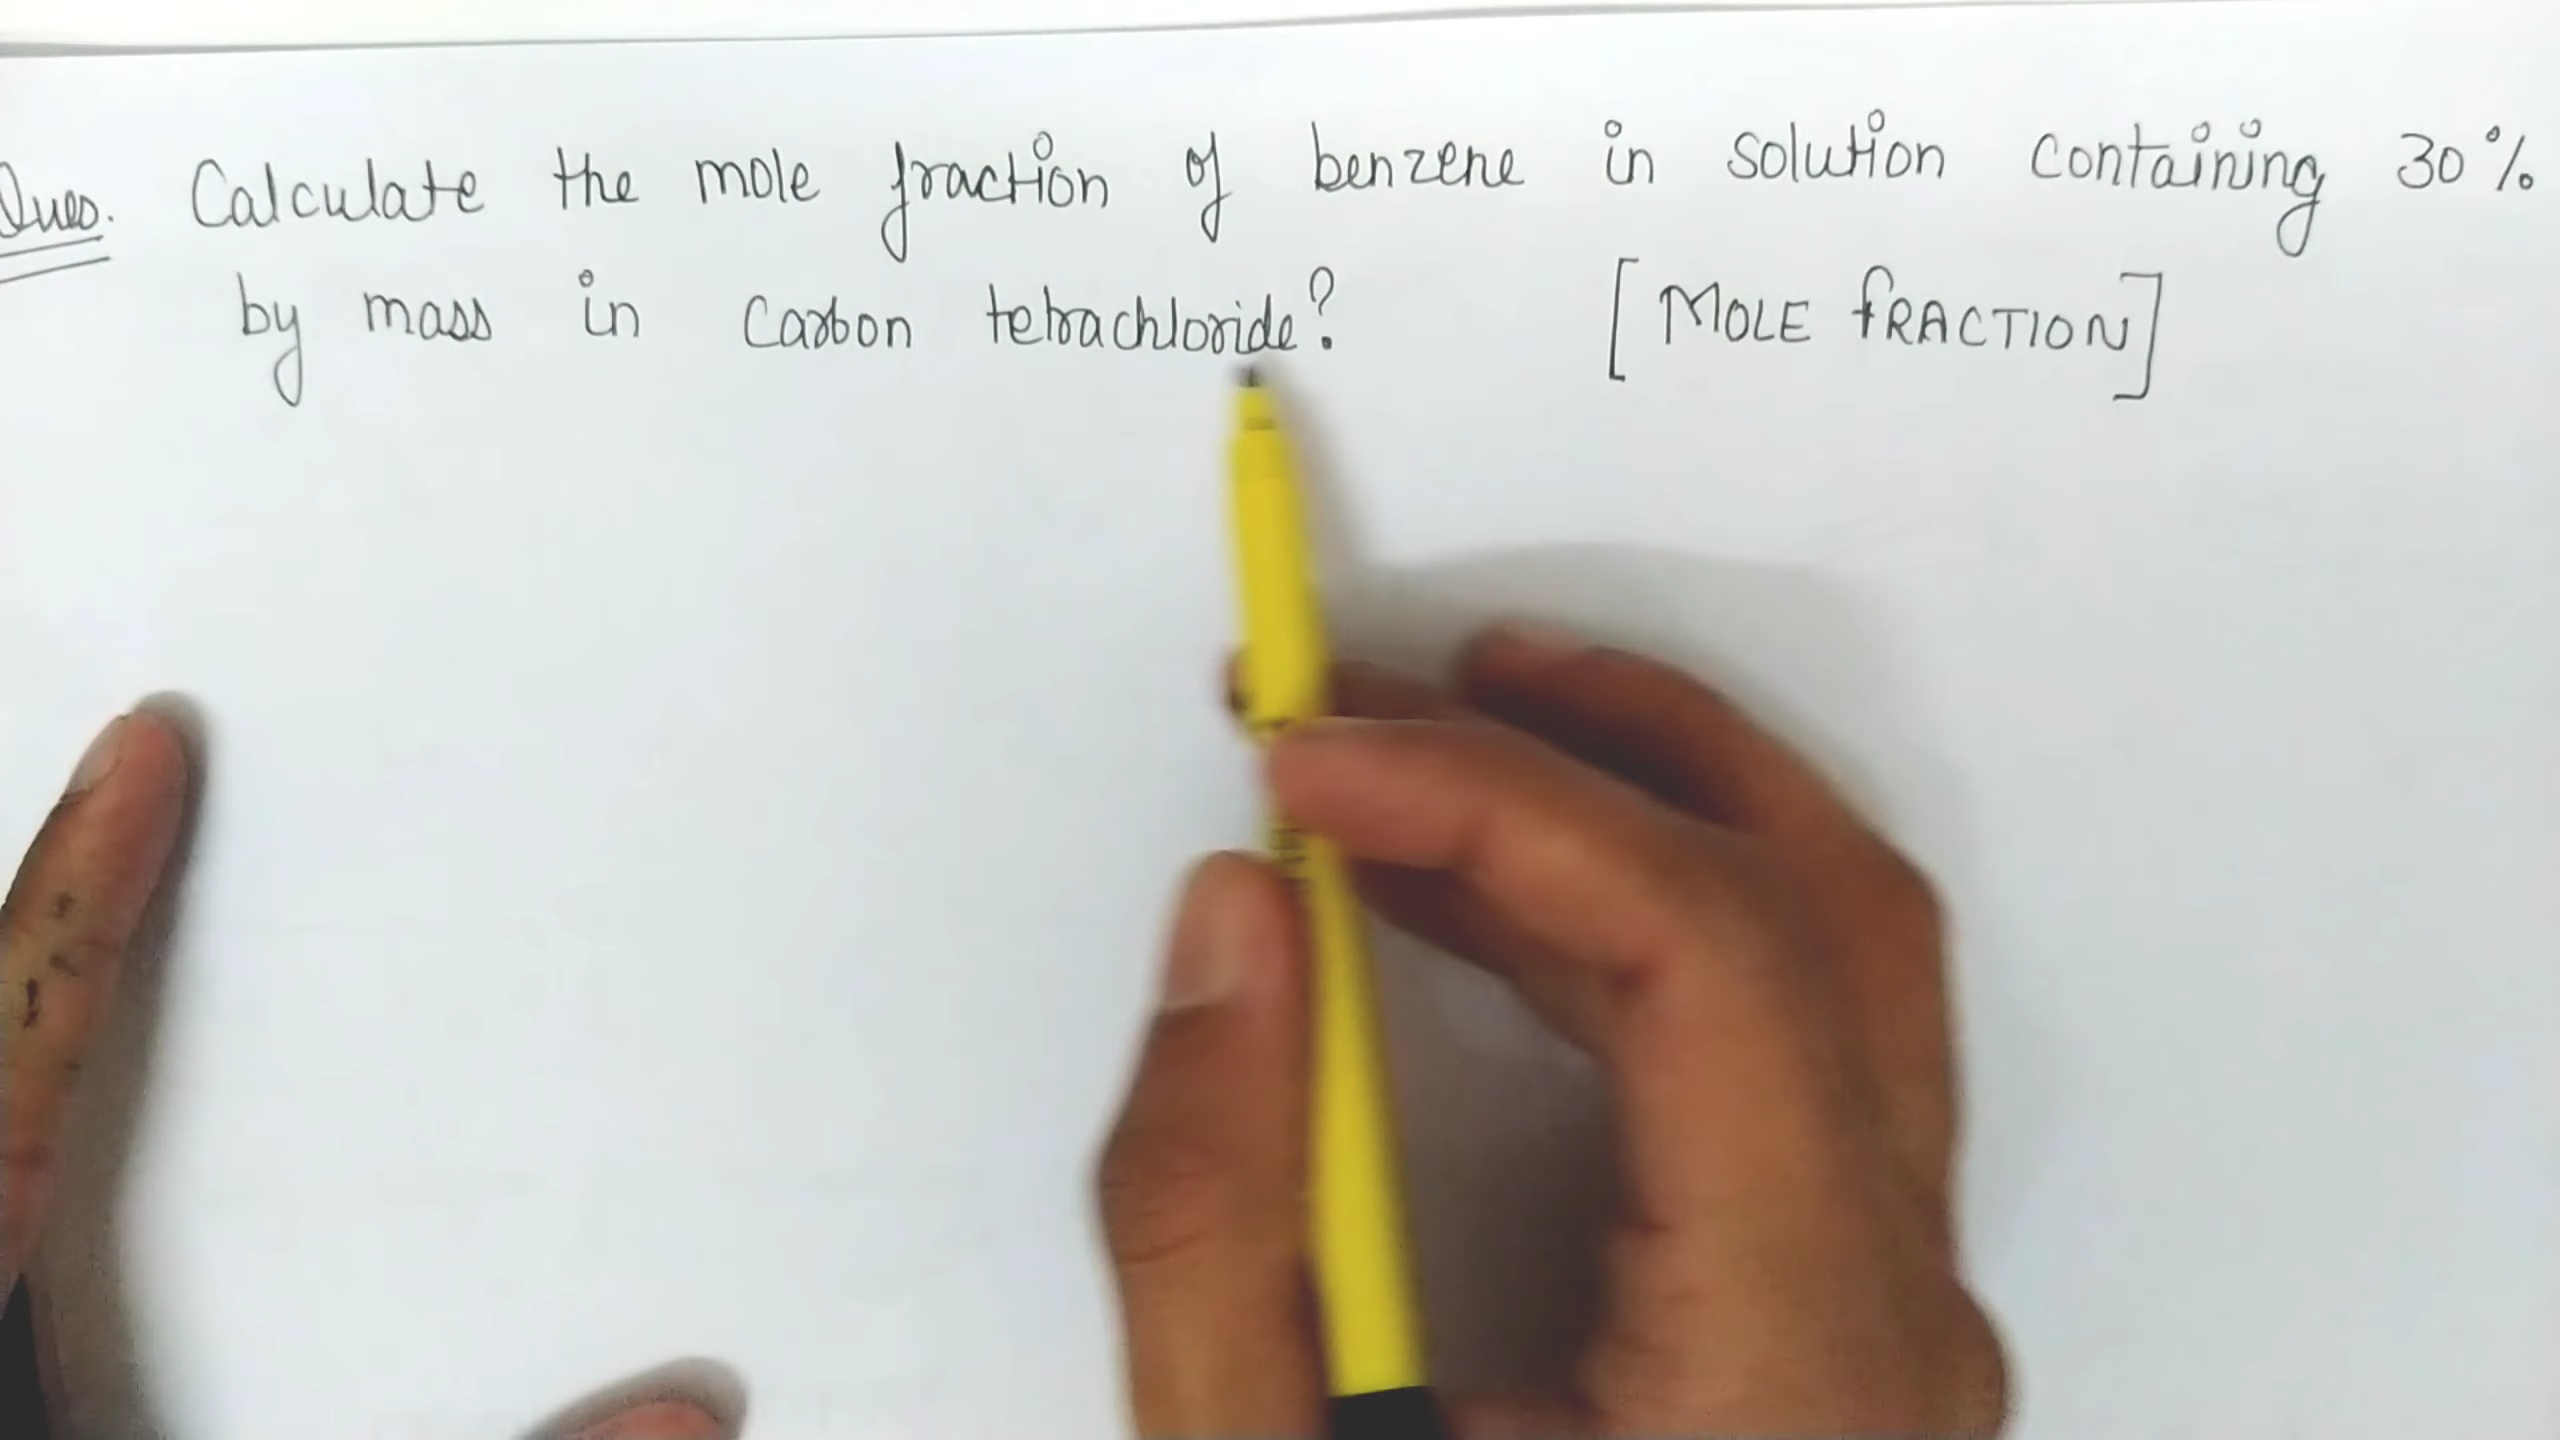 Ques. Calculate the mole fraction of benzene in solution containing 30%
by mass in Carbon tetrachloride? [MOLE fRACTION]